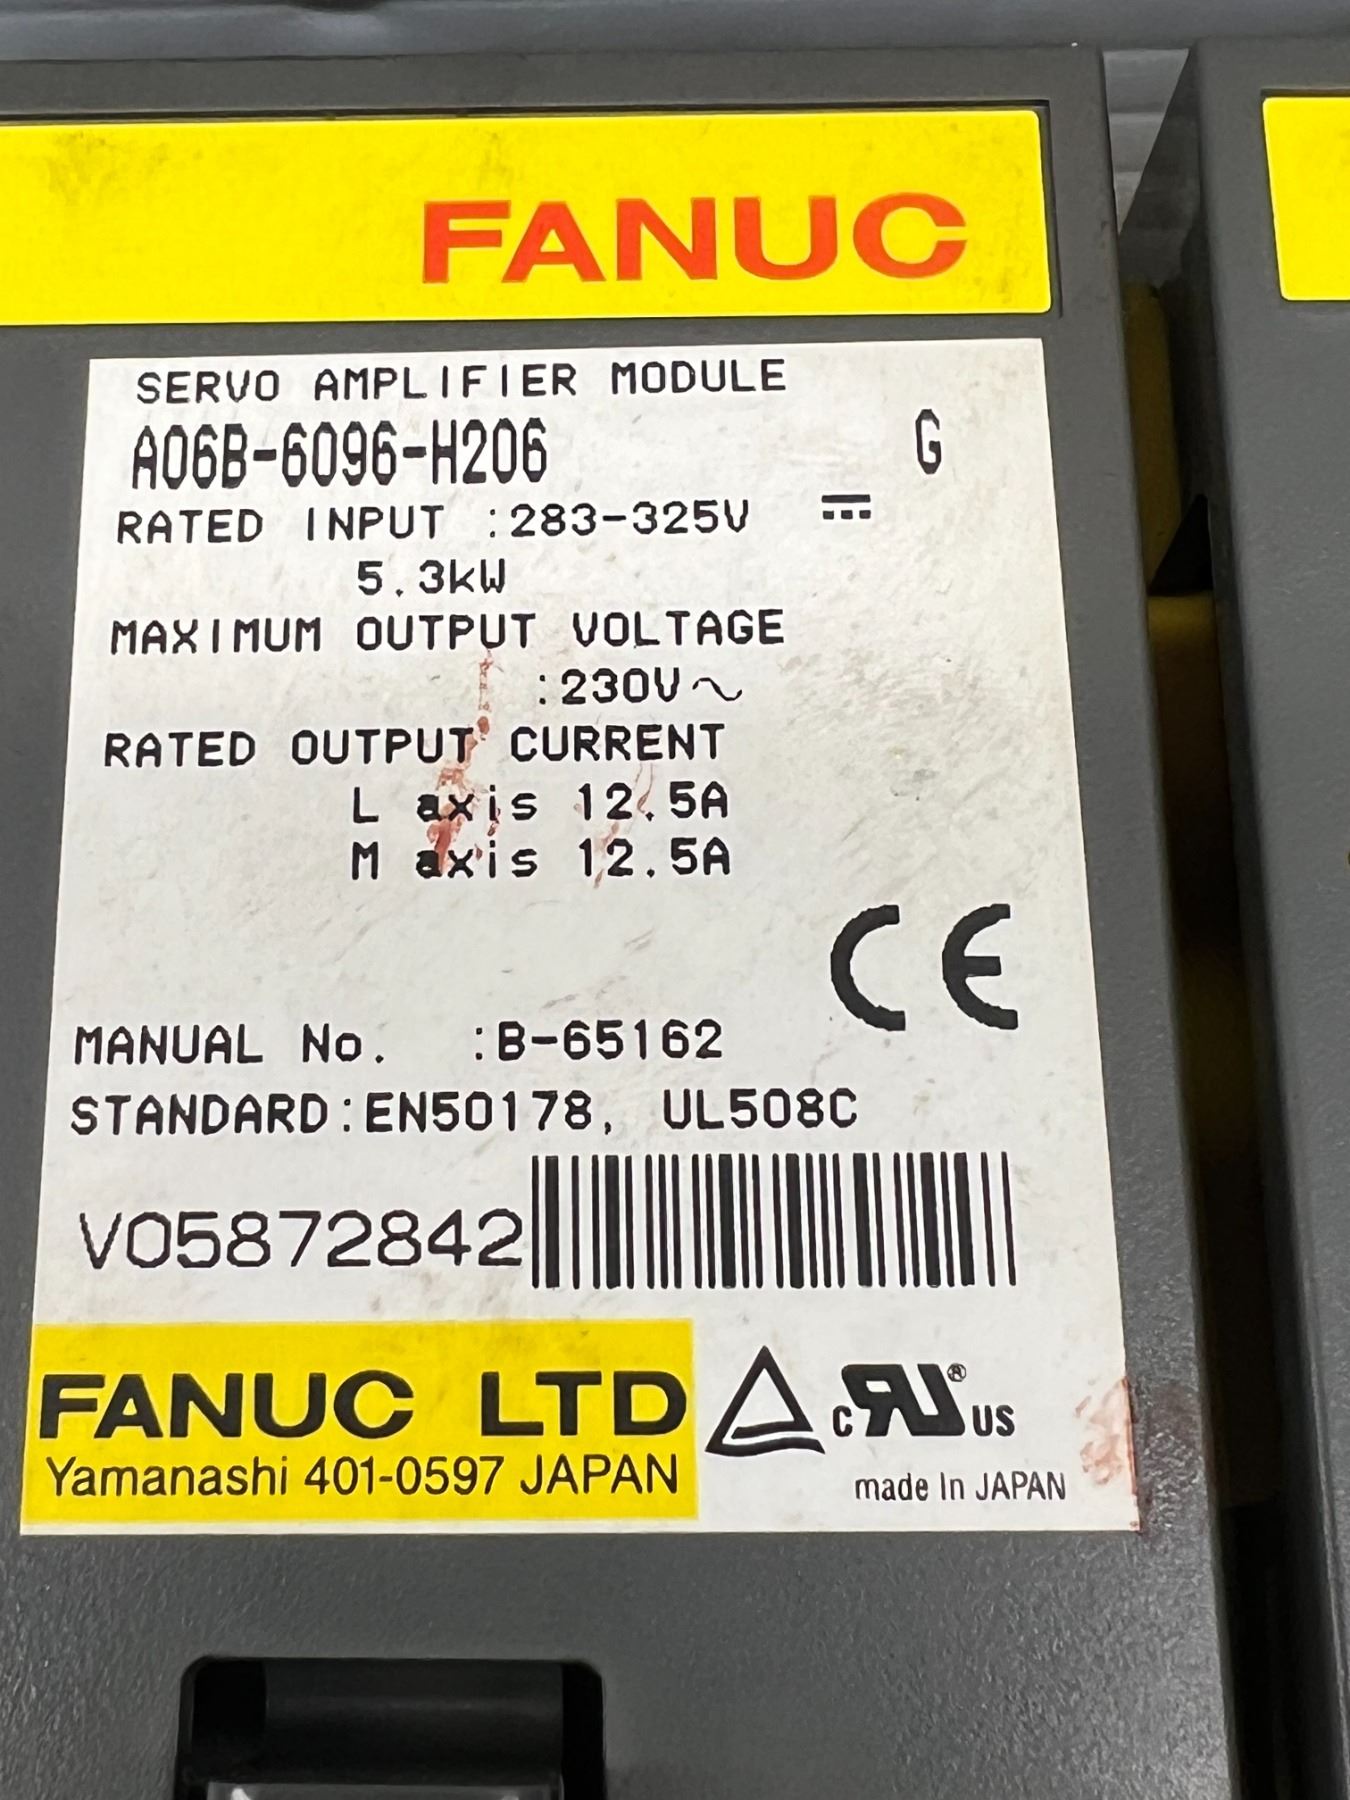 FANUC
SERVO AMPLIFIER MODULE
A06B-6096-H206 G
RATED INPUT :283-325V ⎓
5.3kW
MAXIMUM OUTPUT VOLTAGE
:230V～
RATED OUTPUT CURRENT
L axis 12.5A
M axis 12.5A
CE
MANUAL No. :B-65162
STANDARD:EN50178, UL508C
V05872842
FANUC LTD
Yamanashi 401-0597 JAPAN
c RU ® US
made In JAPAN